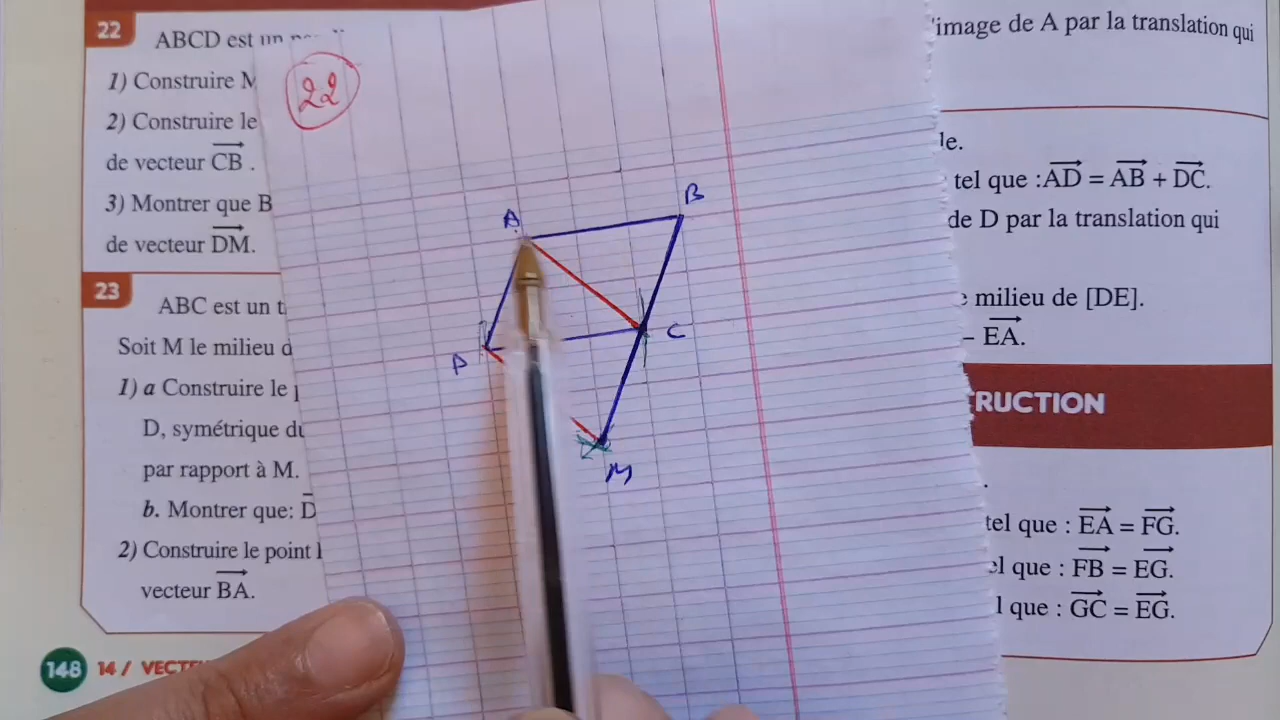 22
ABCD est un
1) Construire M
2) Construire le
de vecteur CB .
3) Montrer que B
de vecteur DM.
23
ABC est un t
Soit M le milieu d
1) a Construire le
D, symétrique du
par rapport à M.
b. Montrer que: D
2) Construire le point
vecteur BA.
148 14 / VECTE
22
A
B
C
D
M
'image de A par la translation qui
le.
tel que :AD = AB + DC.
de D par la translation qui
milieu de [DE].
– EA.
RUCTION
tel que : EA = FG.
el que : FB = EG.
l que : GC = EG.